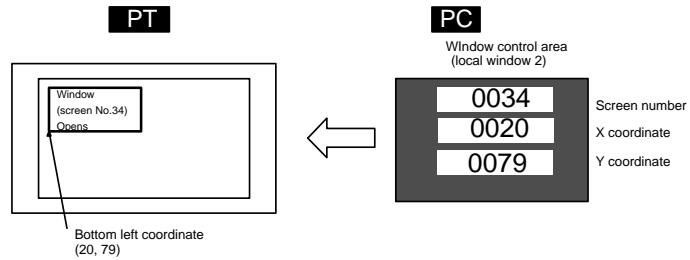 PT
PC
WIndow control area
(local window 2)
Window
(screen No.34)
Opens
0034
Screen number
0020
X coordinate
0079
Y coordinate
Bottom left coordinate
(20, 79)